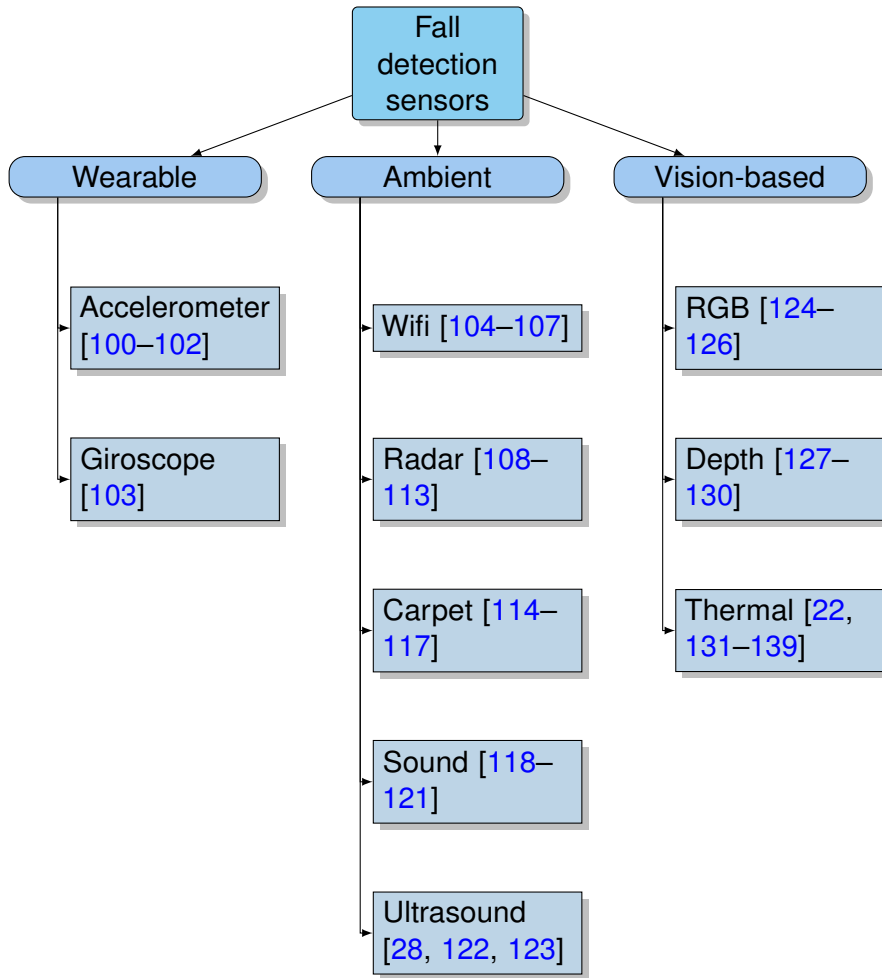 Fall
detection
sensors
Wearable
Ambient
Vision-based
Accelerometer
[100–102]
Giroscope
[103]
Wifi [104–107]
Radar [108–
113]
Carpet [114–
117]
Sound [118–
121]
Ultrasound
[28, 122, 123]
RGB [124–
126]
Depth [127–
130]
Thermal [22,
131–139]